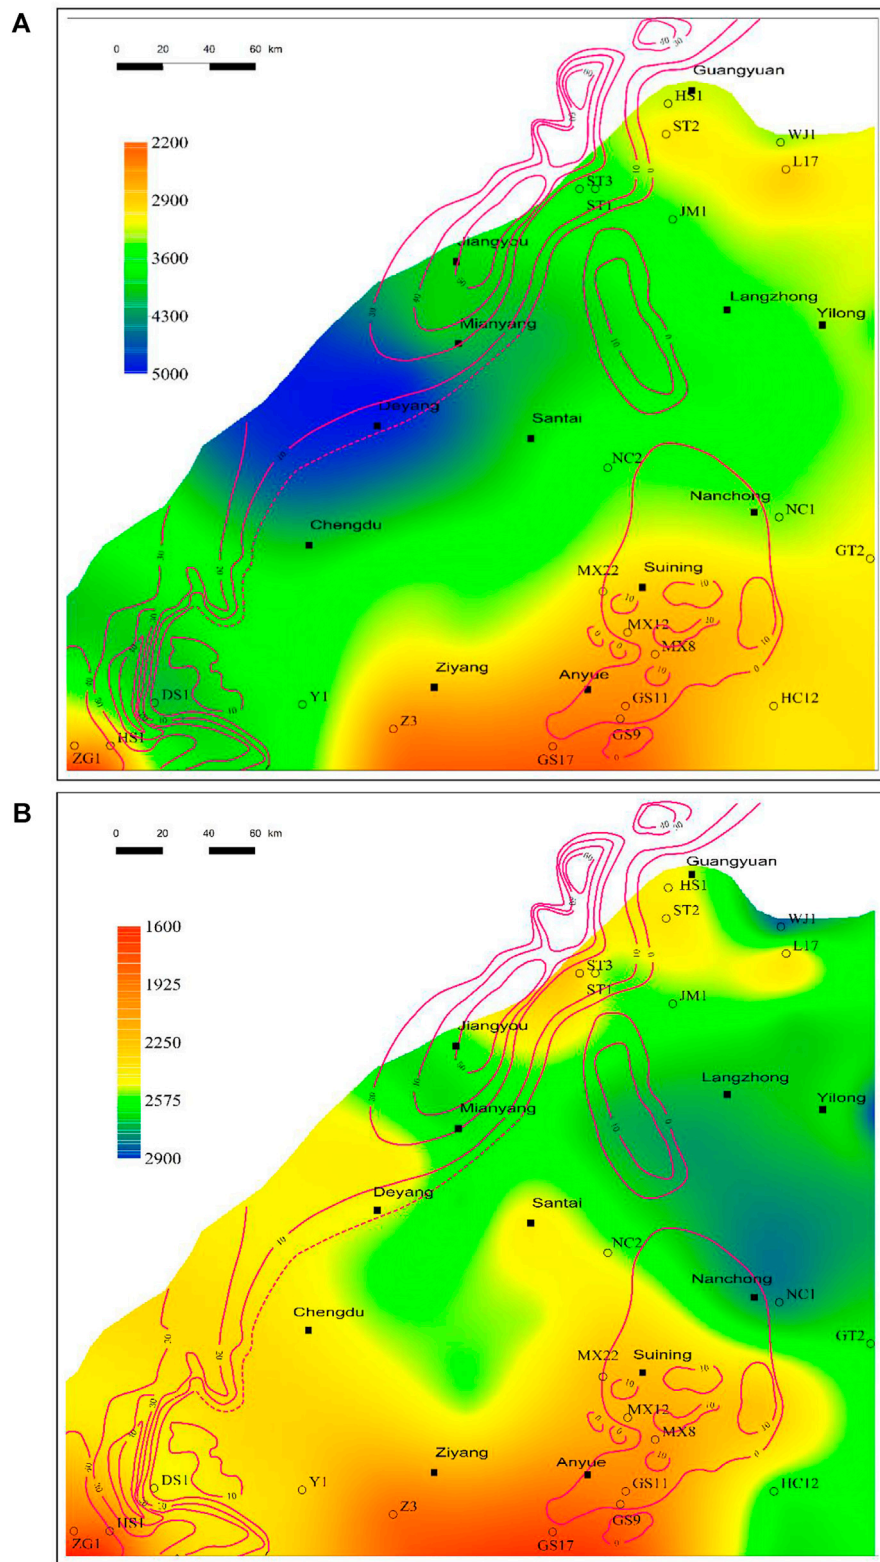 A
0 20 40 60 km
Guangyuan
HS1
ST2
WJ1
L17
2200
2900
3600
4300
5000
ST3
ST1
JM1
Jiangyou
Langzhong
Mianyang
Yilong
Deyang
Santai
NC2
Nanchong
NC1
Chengdu
GT2
MX22
Suining
MX12
MX8
Ziyang
Anyue
DS1
Y1
Z3
GS11
HC12
HS1
ZG1
GS9
GS17
B
0 20 40 60 km
Guangyuan
HS1
ST2
WJ1
L17
1600
1925
2250
2575
2900
ST3
ST1
JM1
Jiangyou
Langzhong
Mianyang
Yilong
Deyang
Santai
NC2
Nanchong
NC1
Chengdu
GT2
MX22
Suining
MX12
MX8
Ziyang
Anyue
DS1
Y1
Z3
GS11
HC12
HS1
ZG1
GS9
GS17